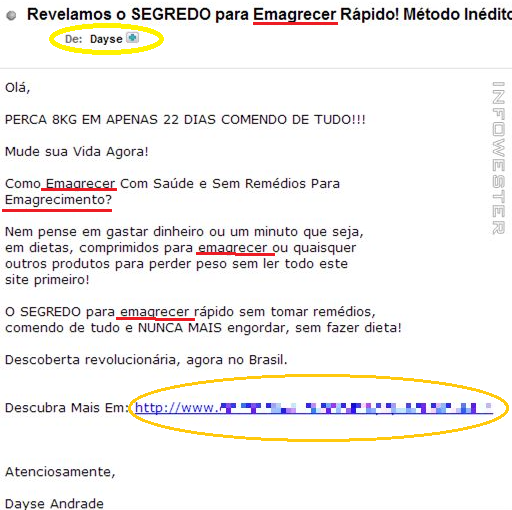 Revelamos o SEGREDO para Emagrecer Rápido! Método Inédito
De: Dayse
Olá,
PERCA 8KG EM APENAS 22 DIAS COMENDO DE TUDO!!!
Mude sua Vida Agora!
Como Emagrecer Com Saúde e Sem Remédios Para
Emagrecimento?
Nem pense em gastar dinheiro ou um minuto que seja,
em dietas, comprimidos para emagrecer ou quaisquer
outros produtos para perder peso sem ler todo este
site primeiro!
O SEGREDO para emagrecer rápido sem tomar remédios,
comendo de tudo e NUNCA MAIS engordar, sem fazer dieta!
Descoberta revolucionária, agora no Brasil.
Descubra Mais Em: http://www.
Atenciosamente,
Dayse Andrade
INFOWESTER